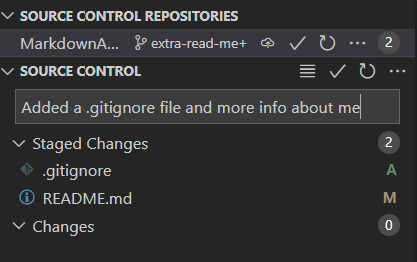 SOURCE CONTROL REPOSITORIES
MarkdownA... extra-read-me+ ... 2
SOURCE CONTROL
Added a .gitignore file and more info about me
Staged Changes 2
.gitignore A
README.md M
Changes 0